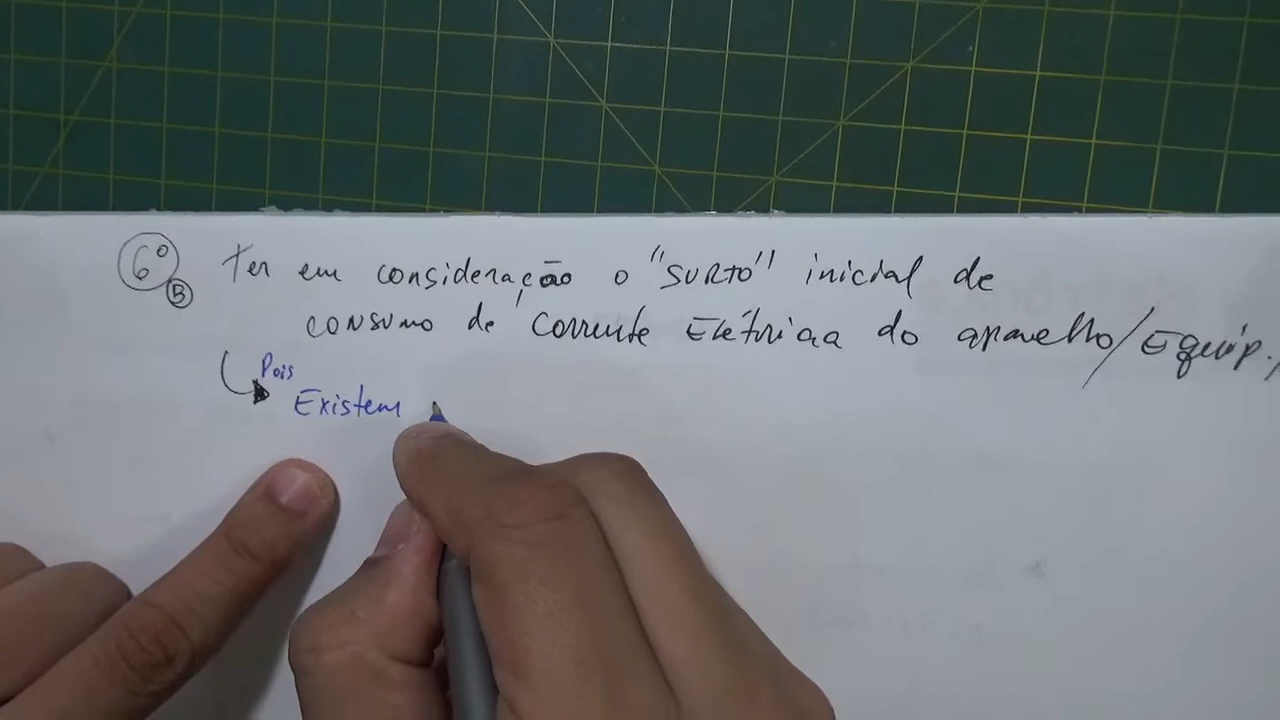 6º Ter em consideração o "SURTO" inicial de
B
consumo de corrente Elétrica do aparelho/Equip.
Pois
Existem